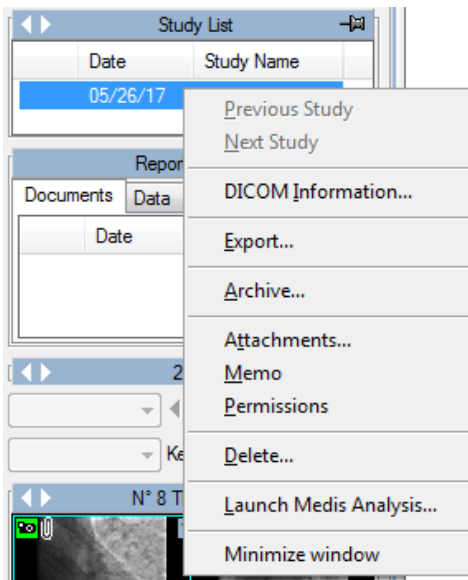 Study List
Date Study Name
05/26/17
Previous Study
Next Study
DICOM Information...
Repor
Documents Data
Export...
Date
Archive...
Attachments...
2
Memo
Permissions
Ke
Delete...
N° 8 T
Launch Medis Analysis...
Minimize window